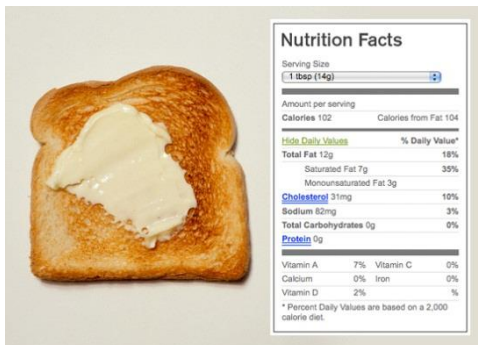 Nutrition Facts
Serving Size
1 tbsp (14g)
Amount per serving
Calories 102 Calories from Fat 104
Hide Daily Values % Daily Value*
Total Fat 12g 18%
Saturated Fat 7g 35%
Monounsaturated Fat 3g
Cholesterol 31mg 10%
Sodium 82mg 3%
Total Carbohydrates 0g 0%
Protein 0g
Vitamin A 7% Vitamin C 0%
Calcium 0% Iron 0%
Vitamin D 2% %
* Percent Daily Values are based on a 2,000
calorie diet.